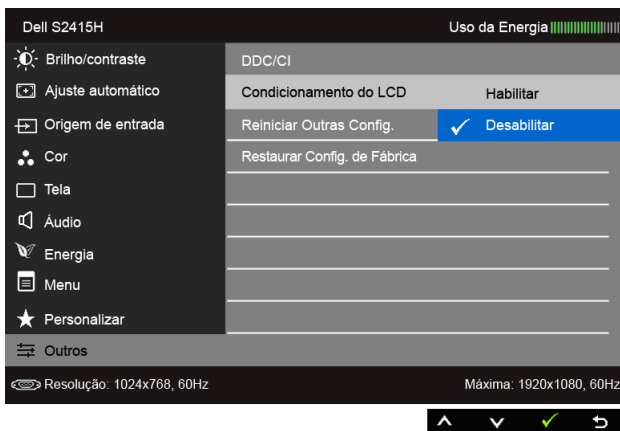 Dell S2415H Uso da Energia
Brilho/contraste DDC/CI
Ajuste automático Condicionamento do LCD Habilitar
Origem de entrada Reiniciar Outras Config. Desabilitar
Cor Restaurar Config. de Fábrica
Tela
Áudio
Energia
Menu
Personalizar
Outros
Resolução: 1024x768, 60Hz Máxima: 1920x1080, 60Hz